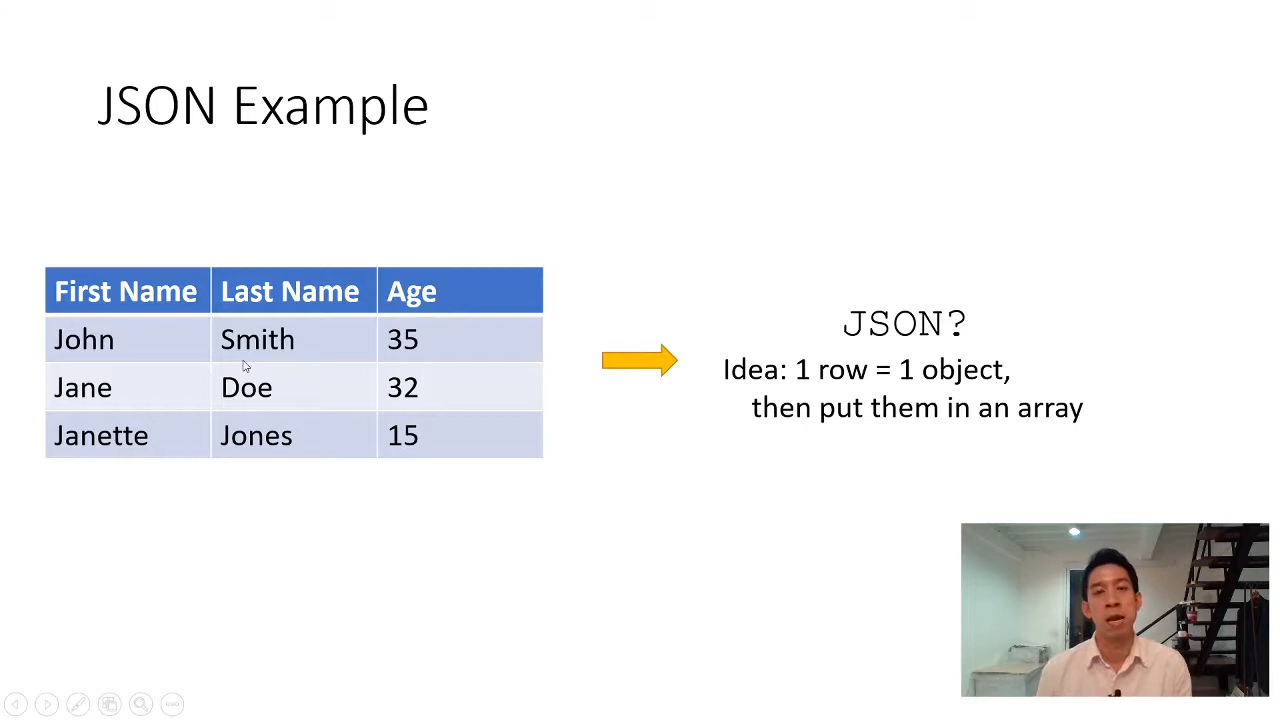 JSON Example
First Name Last Name Age
John Smith 35
Jane Doe 32
Janette Jones 15
JSON?
Idea: 1 row = 1 object,
then put them in an array